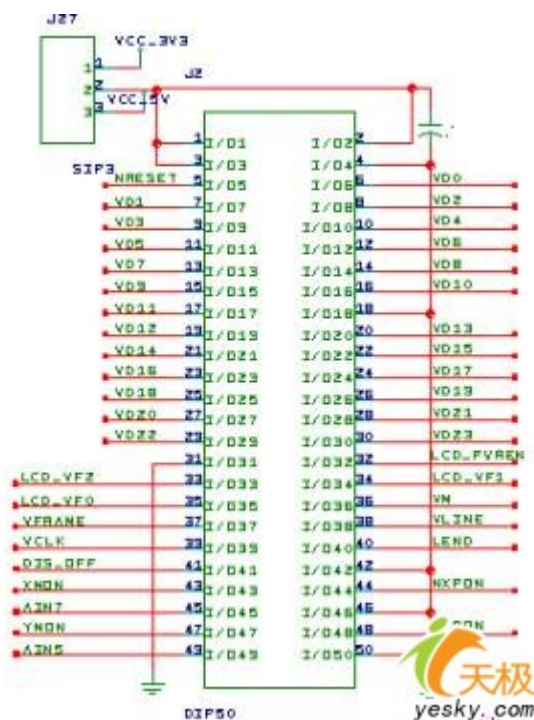 JZ7
VCC_3V3
1
2
VCC_5V
3
SIP3
JZ
1 I/O1 I/O2 2
3 I/O3 I/O4 4
NRESET 5 I/O5 I/O6 6 VD0
VD1 7 I/O7 I/O8 8 VD2
VD3 9 I/O9 I/O10 10 VD4
VD5 11 I/O11 I/O12 12 VD6
VD7 13 I/O13 I/O14 14 VD8
VD9 15 I/O15 I/O16 16 VD10
VD11 17 I/O17 I/O18 18
VD12 19 I/O19 I/O20 20 VD13
VD14 21 I/O21 I/O22 22 VD15
VD16 23 I/O23 I/O24 24 VD17
VD18 25 I/O25 I/O26 26 VD19
VD20 27 I/O27 I/O28 28 VD21
VD22 29 I/O29 I/O30 30 VD23
31 I/O31 I/O32 32 LCD_PVREN
LCD_VF2 33 I/O33 I/O34 34 LCD_VF1
LCD_VF0 35 I/O35 I/O36 36 VM
VFRAME 37 I/O37 I/O38 38 VLINE
VCLK 39 I/O39 I/O40 40 LEND
DIS_OFF 41 I/O41 I/O42 42
XMON 43 I/O43 I/O44 44 NXPON
AIN7 45 I/O45 I/O46 46
YMON 47 I/O47 I/O48 48
AIN5 49 I/O49 I/O50 50
DIP50
天极
yesky.com